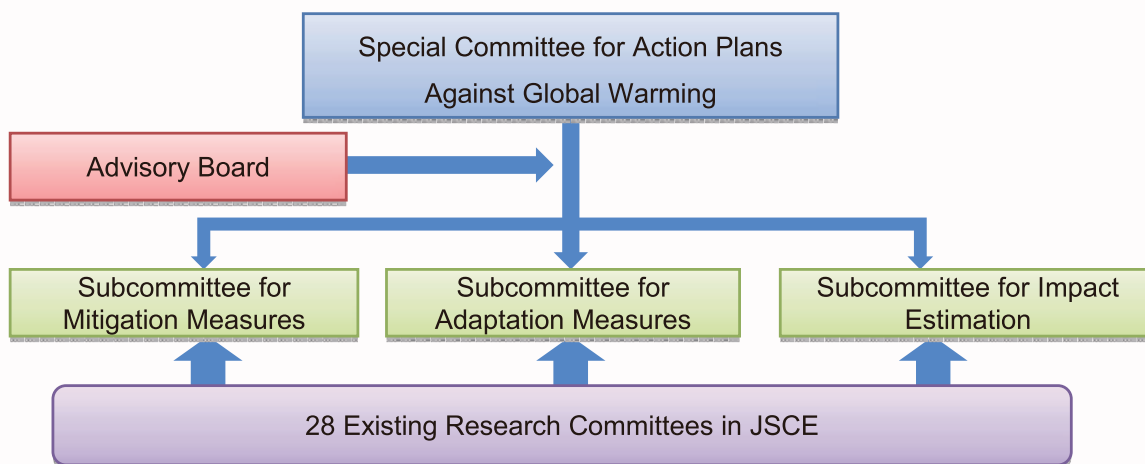 Special Committee for Action Plans
Against Global Warming
Advisory Board
Subcommittee for
Mitigation Measures
Subcommittee for
Adaptation Measures
Subcommittee for Impact
Estimation
28 Existing Research Committees in JSCE